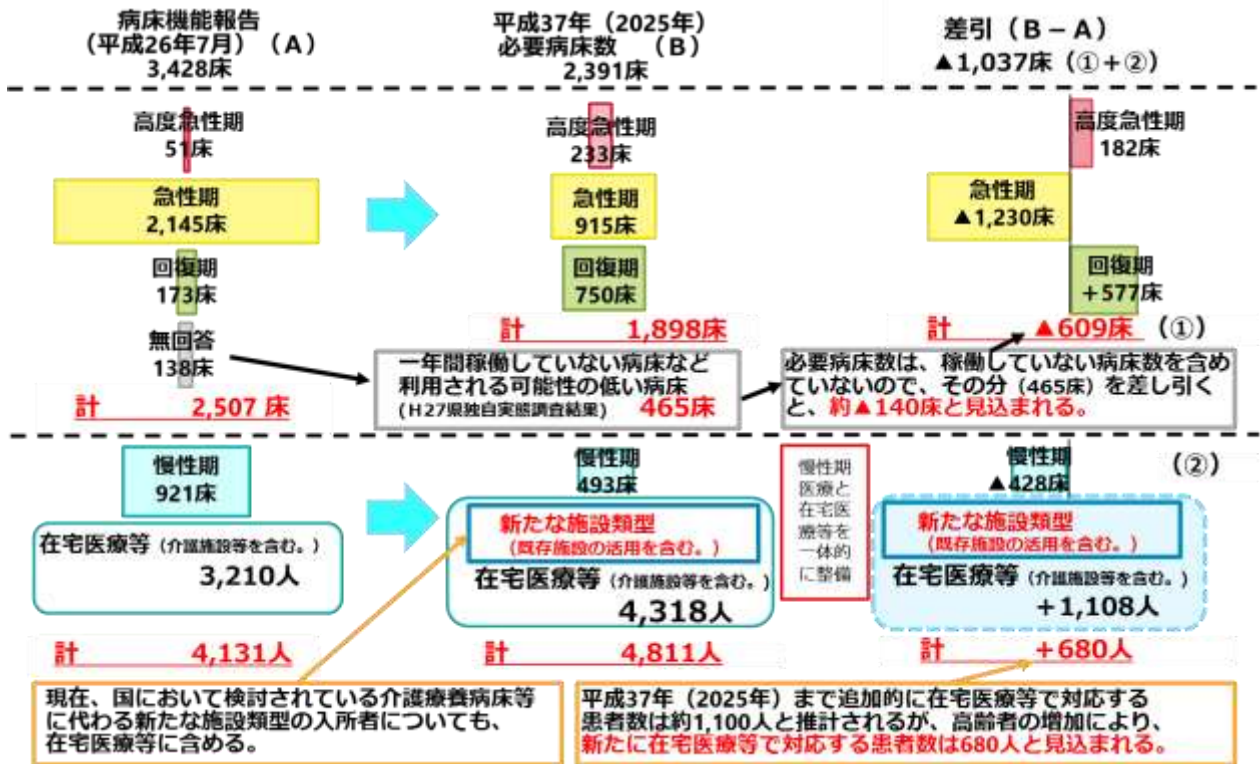 病床機能報告
（平成26年7月）（A）
3,428床
平成37年（2025年）
必要病床数　（B）
2,391床
差引（B－A）
▲1,037床（①＋②）
高度急性期
51床
急性期
2,145床
回復期
173床
無回答
138床
計　2,507 床
高度急性期
233床
急性期
915床
回復期
750床
計　1,898床
高度急性期
182床
急性期
▲1,230床
回復期
+577床
計　▲609床（①）
一年間稼働していない病床など
利用される可能性の低い病床
（H27県独自実態調査結果）465床
必要病床数は、稼働していない病床数を含め
ていないので、その分（465床）を差し引く
と、約▲140床と見込まれる。
慢性期
921床
在宅医療等（介護施設等を含む。）
3,210人
計　4,131人
慢性期
493床
新たな施設類型
（既存施設の活用を含む。）
在宅医療等（介護施設等を含む。）
4,318人
計　4,811人
慢性期
医療と
在宅医
療等を
一体的
に整備
（②）
慢性期
▲428床
新たな施設類型
（既存施設の活用を含む。）
在宅医療等（介護施設等を含む。）
+1,108人
計　+680人
現在、国において検討されている介護療養病床等
に代わる新たな施設類型の入所者についても、
在宅医療等に含める。
平成37年（2025年）まで追加的に在宅医療等で対応する
患者数は約1,100人と推計されるが、高齢者の増加により、
新たに在宅医療等で対応する患者数は680人と見込まれる。